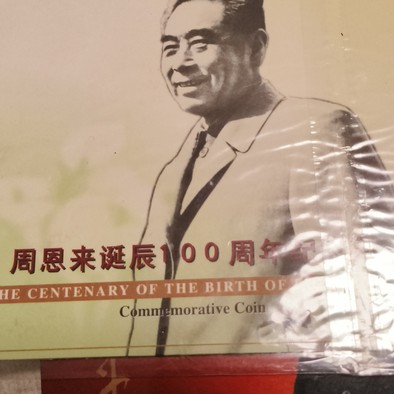 周恩来诞辰100周年
THE CENTENARY OF THE BIRTH OF
Commemorative Coin